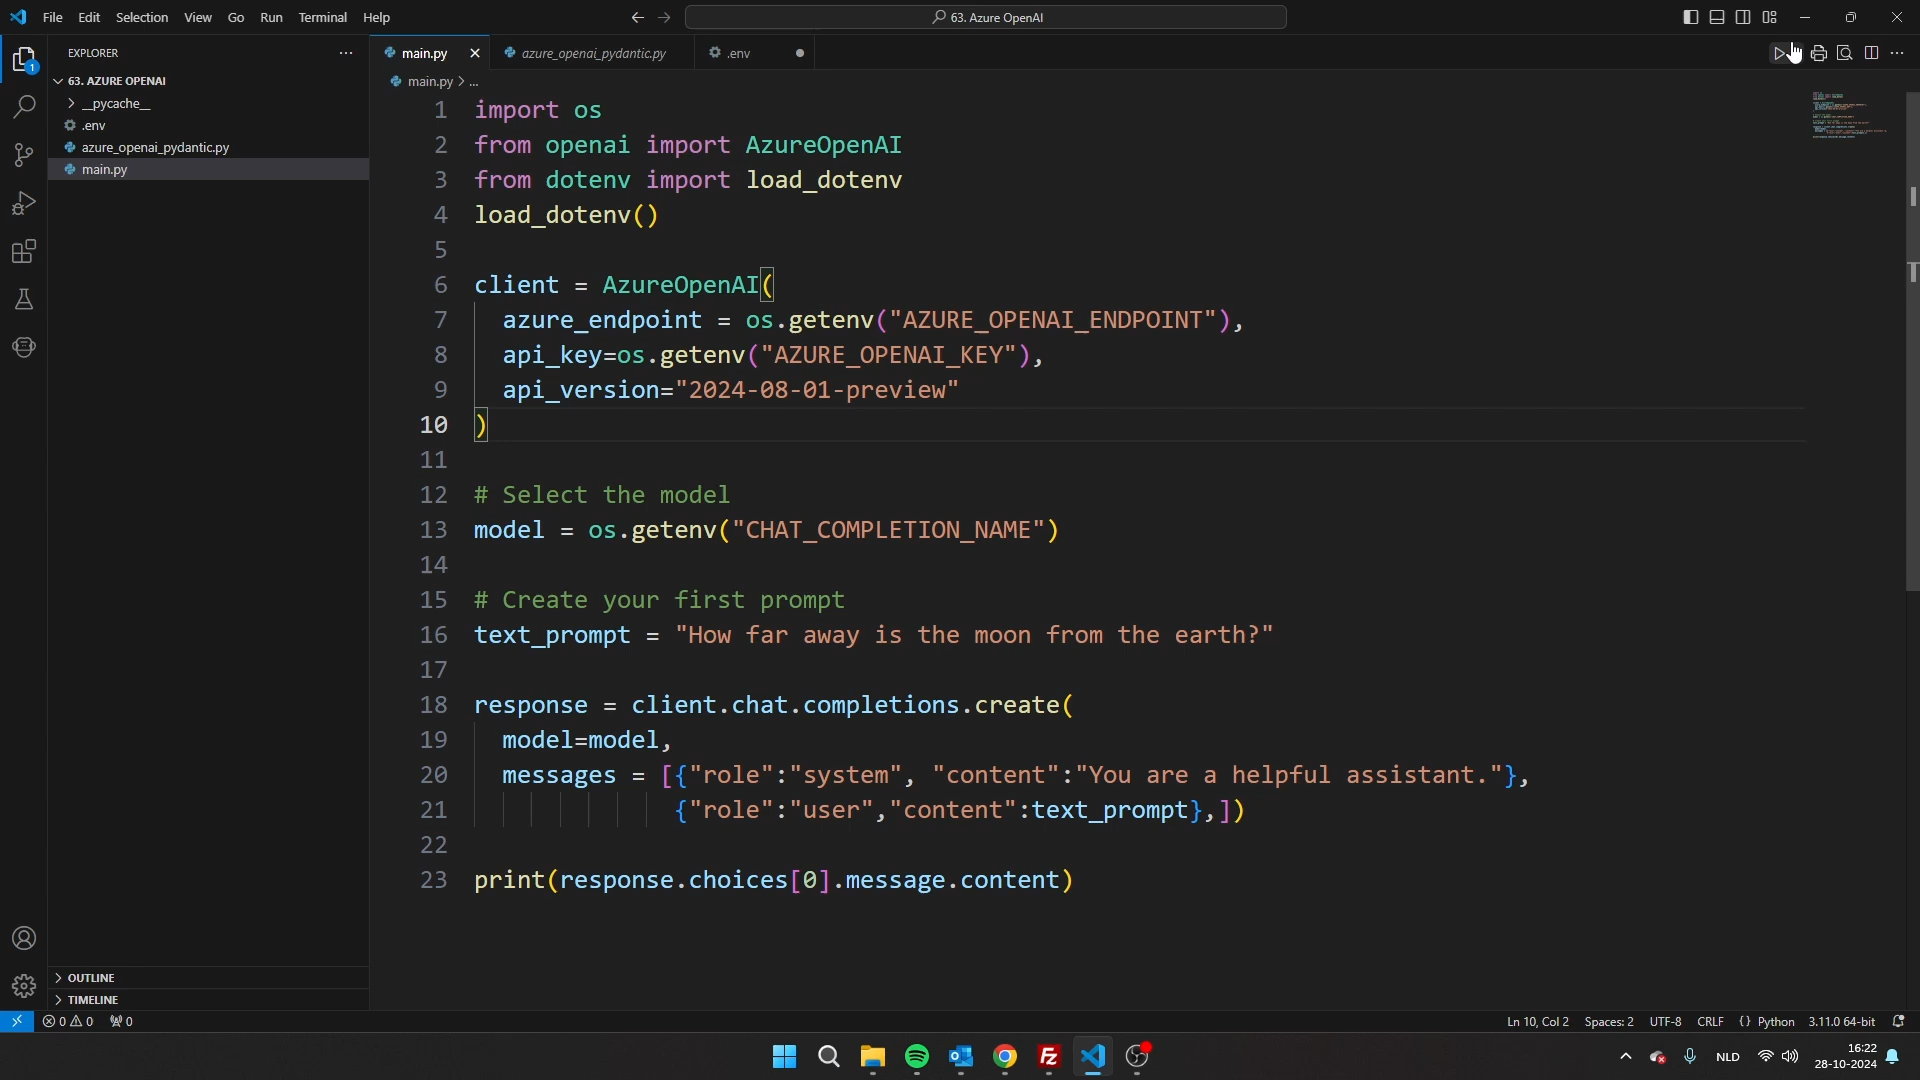 File Edit Selection View Go Run Terminal Help
63. Azure OpenAI
EXPLORER
63. AZURE OPENAI
__pycache__
.env
azure_openai_pydantic.py
main.py
OUTLINE
TIMELINE
main.py
azure_openai_pydantic.py
.env
main.py > ...
1 import os
2 from openai import AzureOpenAI
3 from dotenv import load_dotenv
4 load_dotenv()
5
6 client = AzureOpenAI(
7 azure_endpoint = os.getenv("AZURE_OPENAI_ENDPOINT"),
8 api_key=os.getenv("AZURE_OPENAI_KEY"),
9 api_version="2024-08-01-preview"
10 )
11
12 # Select the model
13 model = os.getenv("CHAT_COMPLETION_NAME")
14
15 # Create your first prompt
16 text_prompt = "How far away is the moon from the earth?"
17
18 response = client.chat.completions.create(
19 model=model,
20 messages = [{"role":"system", "content":"You are a helpful assistant."},
21 {"role":"user","content":text_prompt},])
22
23 print(response.choices[0].message.content)
1
0 0 0
Ln 10, Col 2 Spaces: 2 UTF-8 CRLF {} Python 3.11.0 64-bit
NLD
16:22
28-10-2024